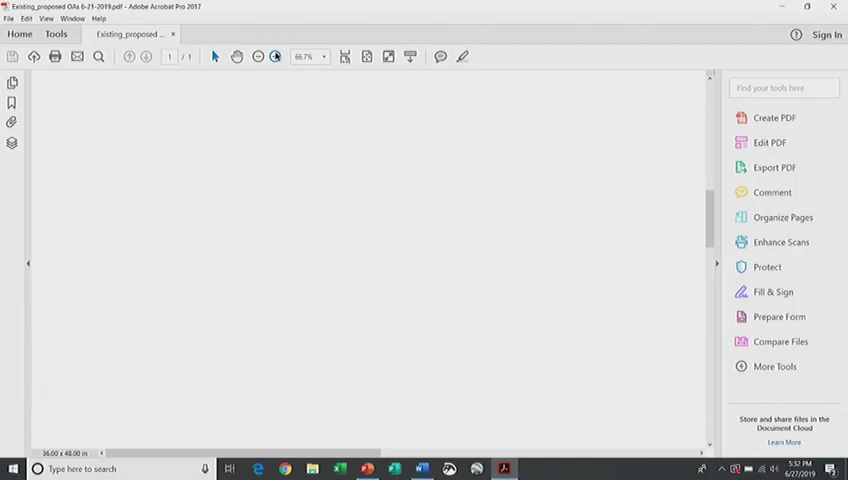 Existing_proposed OAs 6-21-2019.pdf - Adobe Acrobat Pro 2017
File Edit View Window Help
Home Tools Existing_proposed ... × Sign In
1 / 1 66.7%
Find your tools here
Create PDF
Edit PDF
Export PDF
Comment
Organize Pages
Enhance Scans
Protect
Fill & Sign
Prepare Form
Compare Files
More Tools
Store and share files in the
Document Cloud
Learn More
36.00 x 48.00 in
Type here to search
5:32 PM
6/27/2019